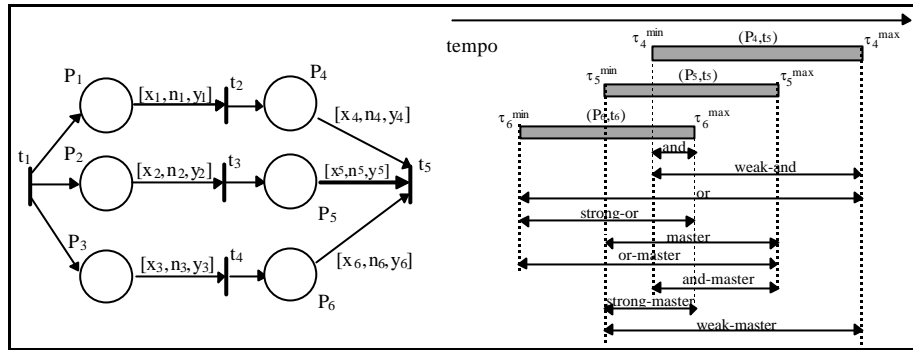 P1
[x1,n1,y1]
t2
P4
[x4,n4,y4]
t1
P2
[x2,n2,y2]
t3
[x5,n5,y5]
P5
t5
P3
[x3,n3,y3]
t4
[x6,n6,y6]
P6
tempo
τ4min
(P4,t5)
τ4max
τ5min
(P5,t5)
τ5max
τ6min
(P6,t6)
τ6max
and
weak-and
or
strong-or
master
or-master
and-master
strong-master
weak-master